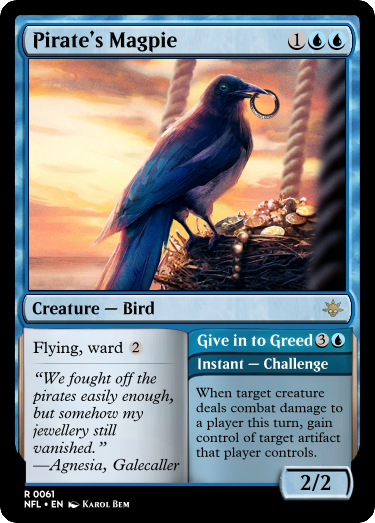 Pirate's Magpie 1
Creature — Bird
Flying, ward 2
“We fought off the
pirates easily enough,
but somehow my
jewellery still
vanished.”
—Agnesia, Galecaller
Give in to Greed 3
Instant — Challenge
When target creature
deals combat damage to
a player this turn, gain
control of target artifact
that player controls.
2/2
R 0061
NFL • EN Karol Bem